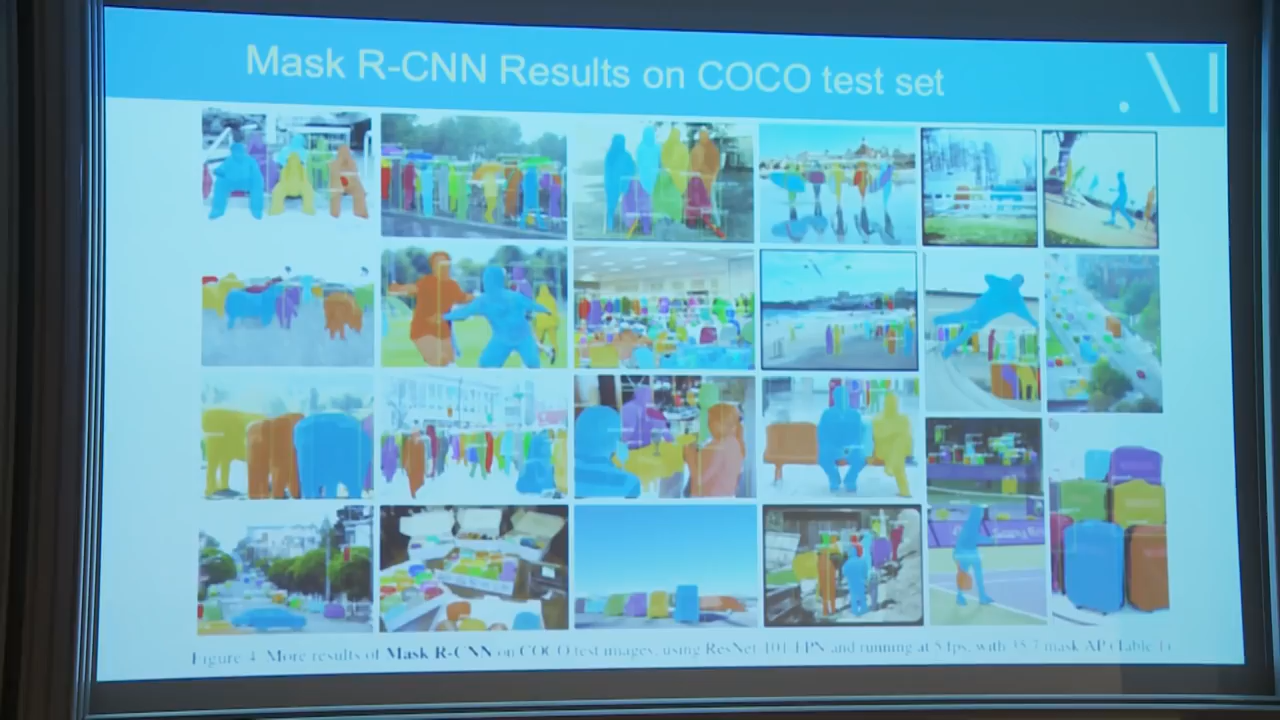 Mask R-CNN Results on COCO test set
.\|
Figure 4. More results of Mask R-CNN on COCO test images, using ResNet-101-FPN and running at 5 fps, with 35.7 mask AP (Table 1).